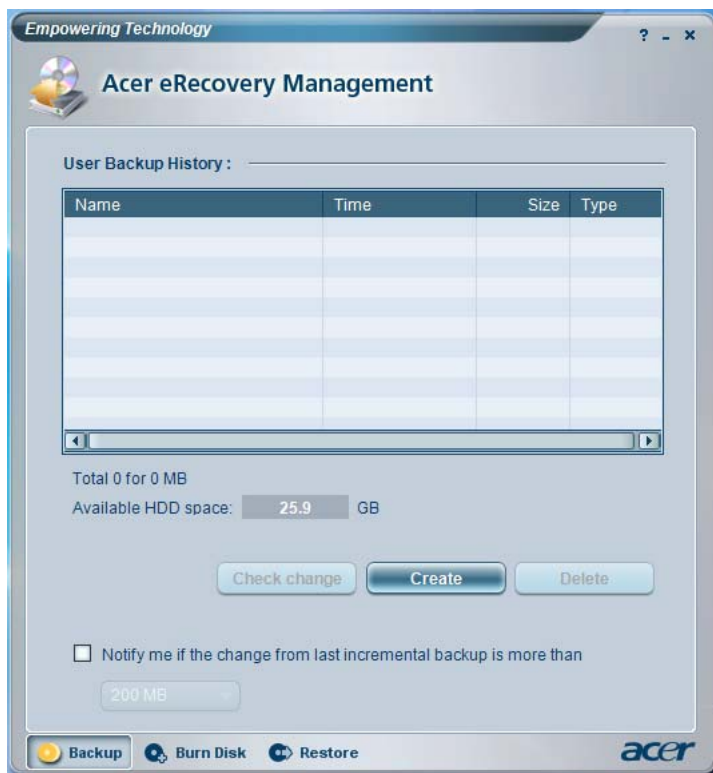 Empowering Technology
? - ×
Acer eRecovery Management
User Backup History :
Name Time Size Type
Total 0 for 0 MB
Available HDD space: 25.9 GB
Check change Create Delete
Notify me if the change from last incremental backup is more than
200 MB
Backup Burn Disk Restore acer